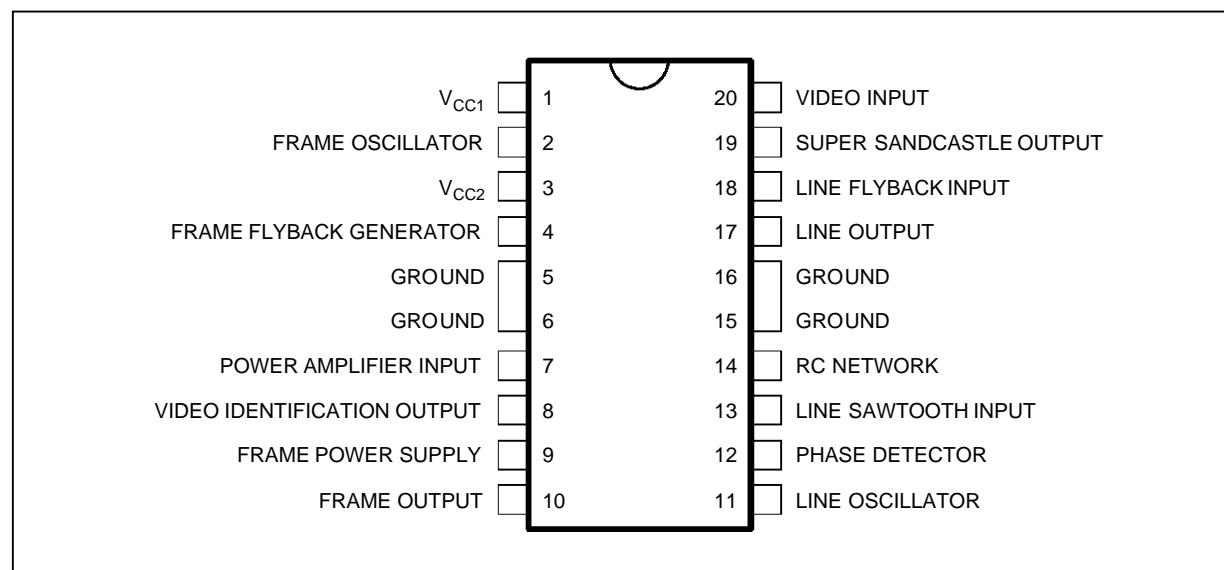 VCC1 1 20 VIDEO INPUT
FRAME OSCILLATOR 2 19 SUPER SANDCASTLE OUTPUT
VCC2 3 18 LINE FLYBACK INPUT
FRAME FLYBACK GENERATOR 4 17 LINE OUTPUT
GROUND 5 16 GROUND
GROUND 6 15 GROUND
POWER AMPLIFIER INPUT 7 14 RC NETWORK
VIDEO IDENTIFICATION OUTPUT 8 13 LINE SAWTOOTH INPUT
FRAME POWER SUPPLY 9 12 PHASE DETECTOR
FRAME OUTPUT 10 11 LINE OSCILLATOR